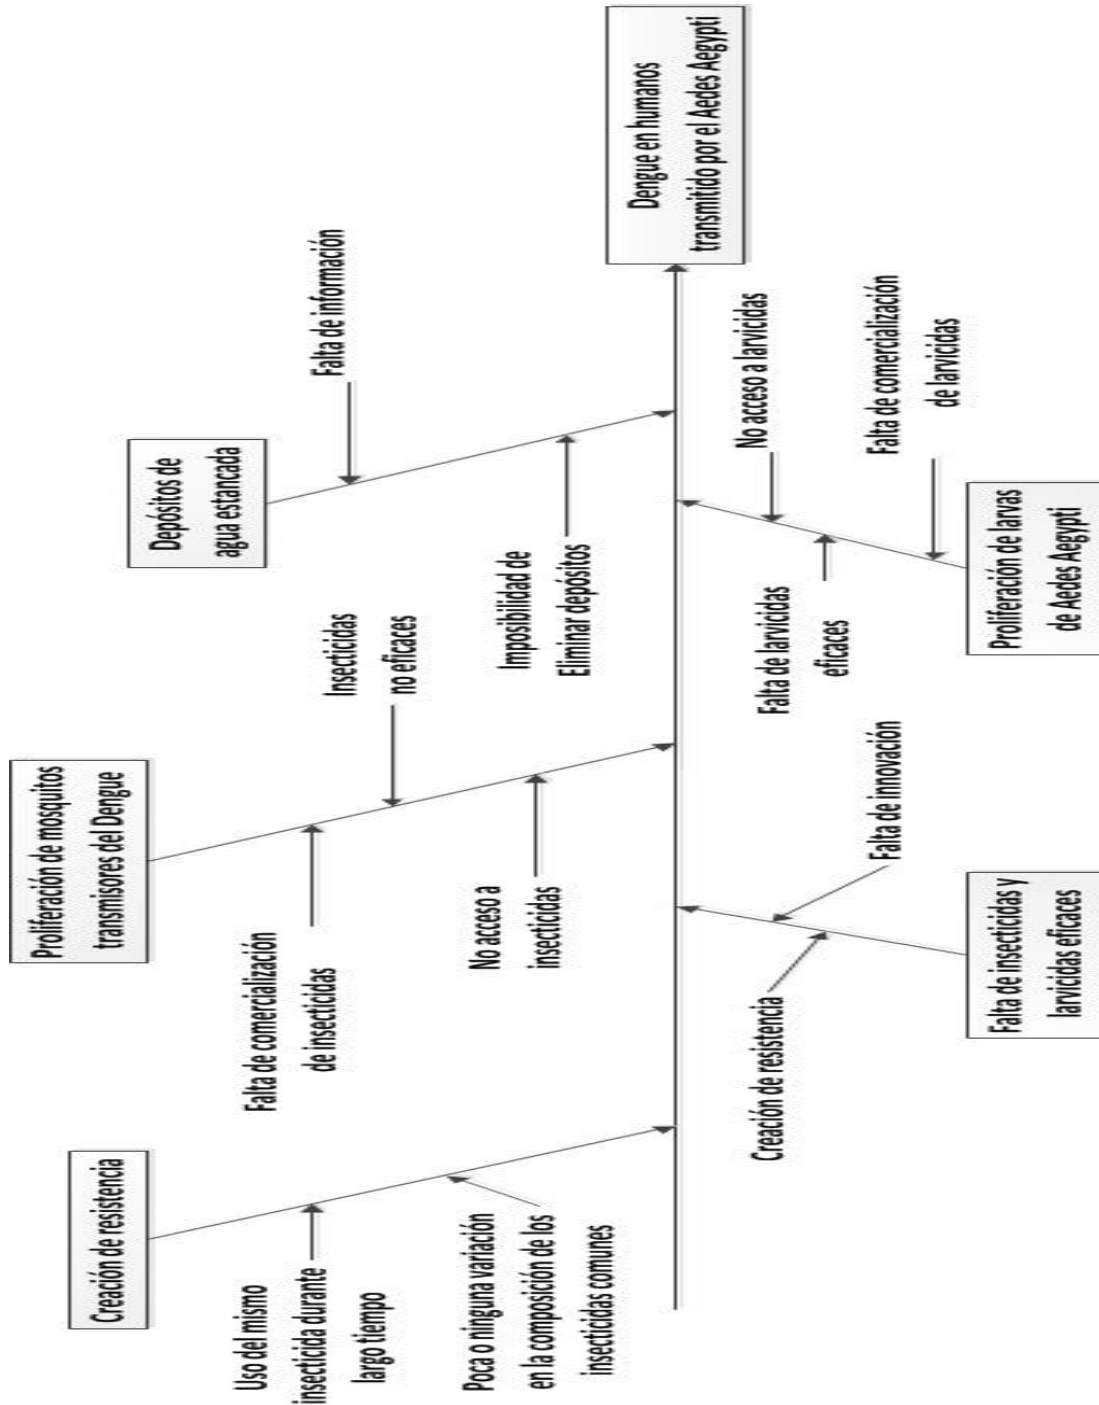 Creación de resistencia
Uso del mismo
insecticida durante
largo tiempo
Poca o ninguna variación
en la composición de los
insecticidas comunes
Proliferación de mosquitos
transmisores del Dengue
Falta de comercialización
de insecticidas
Insecticidas
no eficaces
No acceso a
insecticidas
Depósitos de
agua estancada
Falta de información
Imposibilidad de
Eliminar depósitos
Dengue en humanos
transmitido por el Aedes Aegypti
Creación de resistencia
Falta de innovación
Falta de insecticidas y
larvicidas eficaces
No acceso a larvicidas
Falta de larvicidas
eficaces
Falta de comercialización
de larvicidas
Proliferación de larvas
de Aedes Aegypti